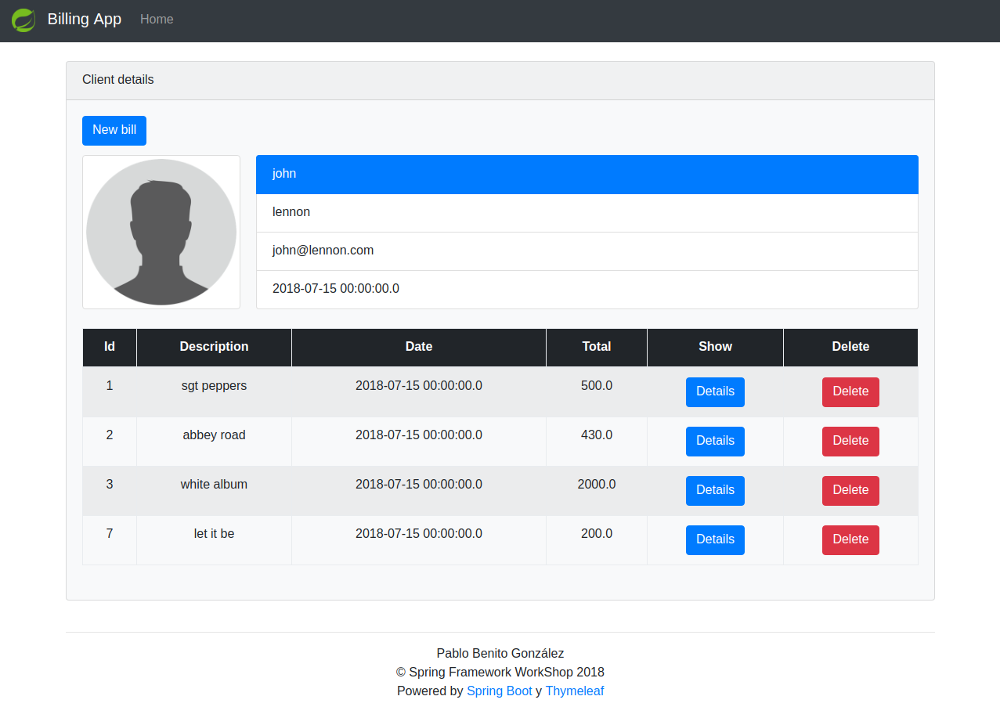 Billing App Home
Client details
New bill
john
lennon
john@lennon.com
2018-07-15 00:00:00.0
Id Description Date Total Show Delete
1 sgt peppers 2018-07-15 00:00:00.0 500.0 Details Delete
2 abbey road 2018-07-15 00:00:00.0 430.0 Details Delete
3 white album 2018-07-15 00:00:00.0 2000.0 Details Delete
7 let it be 2018-07-15 00:00:00.0 200.0 Details Delete
Pablo Benito González
© Spring Framework WorkShop 2018
Powered by Spring Boot y Thymeleaf